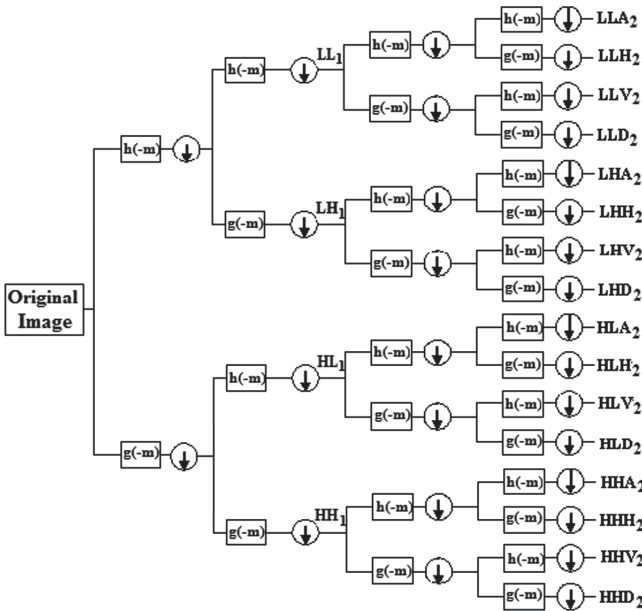 Original
Image
h(-m)
g(-m)
h(-m)
g(-m)
h(-m)
g(-m)
LL1
LH1
HL1
HH1
h(-m)
g(-m)
h(-m)
g(-m)
h(-m)
g(-m)
h(-m)
g(-m)
h(-m)
g(-m)
h(-m)
g(-m)
h(-m)
g(-m)
h(-m)
g(-m)
h(-m)
g(-m)
h(-m)
g(-m)
h(-m)
g(-m)
h(-m)
g(-m)
LLA2
LLH2
LLV2
LLD2
LHA2
LHH2
LHV2
LHD2
HLA2
HLH2
HLV2
HLD2
HHA2
HHH2
HHV2
HHD2